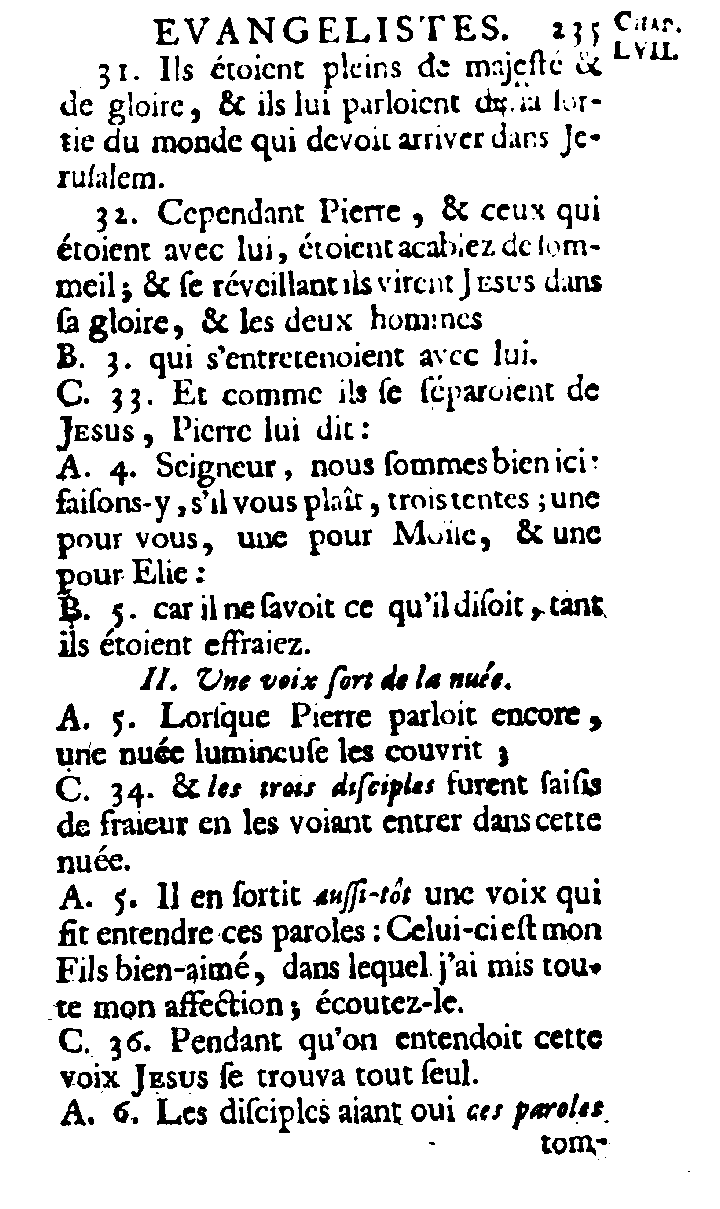 EVANGELISTES. 235 CHAP. LVII.
31. Ils étoient pleins de majeſté &
de gloire, & ils lui parloient de ſa ſor-
tie du monde qui devoit arriver dans Je-
ruſalem.
32. Cependant Pierre, & ceux qui
étoient avec lui, étoient acablez de ſom-
meil; & ſe réveillant ils virent JESUS dans
ſa gloire, & les deux hommes
B. 3. qui s'entretenoient avec lui.
C. 33. Et comme ils ſe ſéparoient de
JESUS, Pierre lui dit:
A. 4. Seigneur, nous ſommes bien ici:
faiſons-y, s'il vous plaît, trois tentes; une
pour vous, une pour Moïſe, & une
pour Elie:
B. 5. car il ne ſavoit ce qu'il diſoit, tant
ils étoient effraiez.
II. Une voix ſort de la nuée.
A. 5. Lorſque Pierre parloit encore,
une nuée lumineuſe les couvrit;
C. 34. & les trois diſciples furent ſaiſis
de fraieur en les voiant entrer dans cette
nuée.
A. 5. Il en ſortit auſſi-tôt une voix qui
fit entendre ces paroles: Celui-ci eſt mon
Fils bien-aimé, dans lequel j'ai mis tou-
te mon affection; écoutez-le.
C. 36. Pendant qu'on entendoit cette
voix JESUS ſe trouva tout ſeul.
A. 6. Les diſciples aiant oui ces paroles
tom-